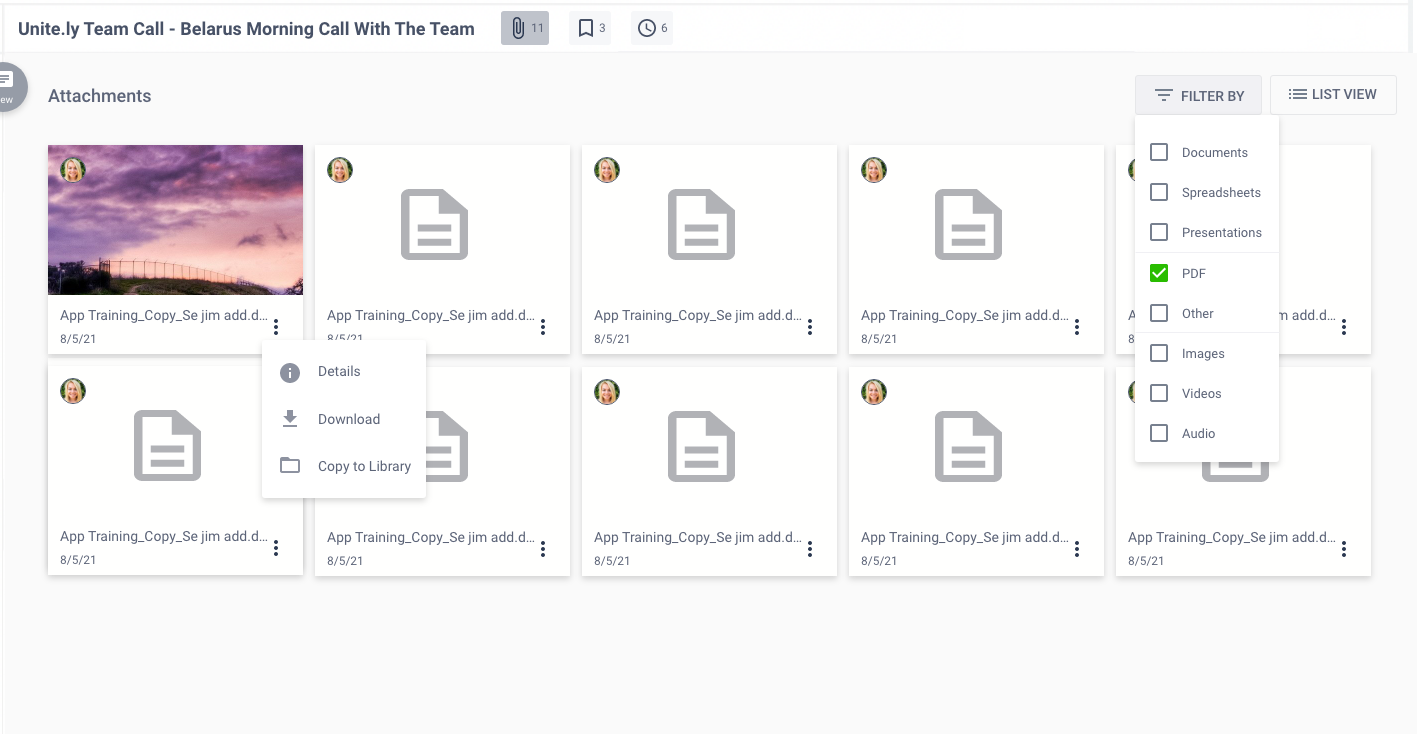 Unite.ly Team Call - Belarus Morning Call With The Team
11
3
6
ew
Attachments
FILTER BY
LIST VIEW
Documents
Spreadsheets
Presentations
PDF
Other
Images
Videos
Audio
App Training_Copy_Se jim add.d...
8/5/21
App Training_Copy_Se jim add.d...
8/5/21
App Training_Copy_Se jim add.d...
8/5/21
App Training_Copy_Se jim add.d...
8/5/21
A
m add.d...
8
Details
Download
Copy to Library
App Training_Copy_Se jim add.d...
8/5/21
App Training_Copy_Se jim add.d...
8/5/21
App Training_Copy_Se jim add.d...
8/5/21
App Training_Copy_Se jim add.d...
8/5/21
App Training_Copy_Se jim add.d...
8/5/21